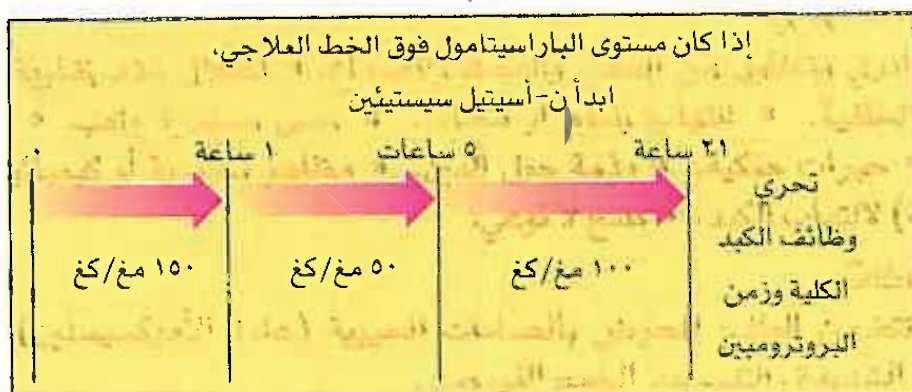 إذا كان مستوى الباراسيتامول فوق الخط العلاجي،
ابدأ ن-أسيتيل سيستيئين
٠ ١ ساعة ٥ ساعات ٢١ ساعة
١٥٠ مغ/كغ ٥٠ مغ/كغ ١٠٠ مغ/كغ
تحري
وظائف الكبد
الكلية وزمن
البروترومبين